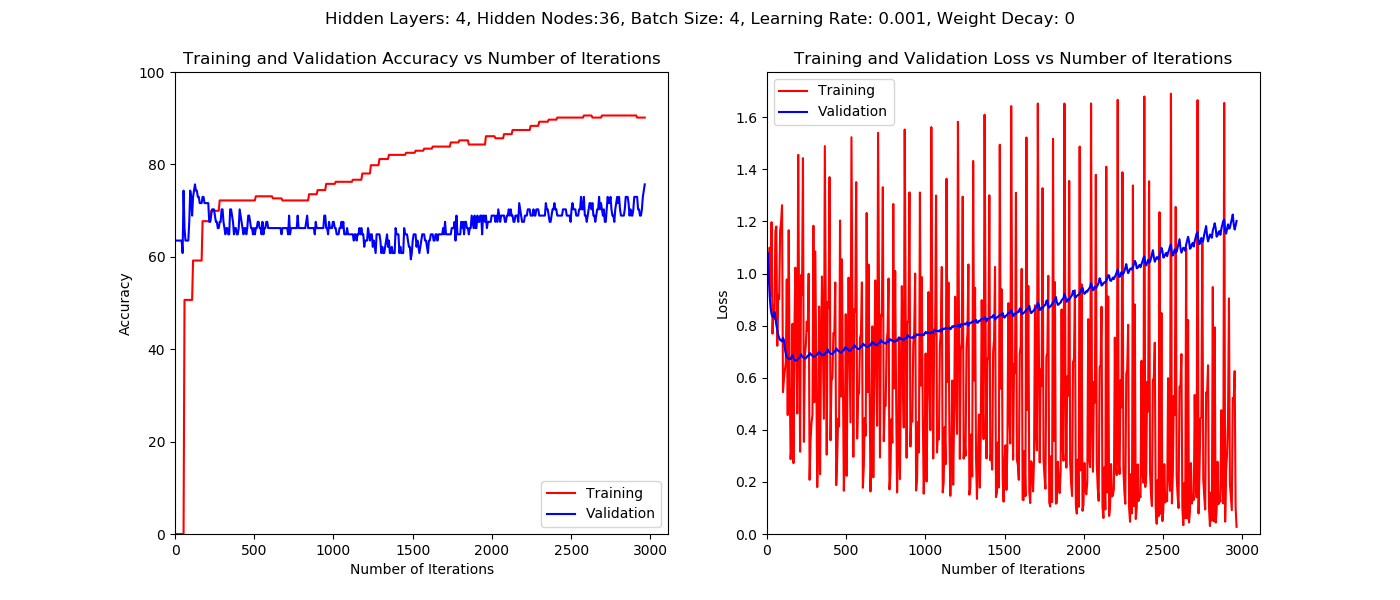 Hidden Layers: 4, Hidden Nodes:36, Batch Size: 4, Learning Rate: 0.001, Weight Decay: 0
Training and Validation Accuracy vs Number of Iterations
100
80
60
40
20
0
Accuracy
0 500 1000 1500 2000 2500 3000
Number of Iterations
Training
Validation
Training and Validation Loss vs Number of Iterations
Training
Validation
1.6
1.4
1.2
1.0
0.8
0.6
0.4
0.2
0.0
Loss
0 500 1000 1500 2000 2500 3000
Number of Iterations